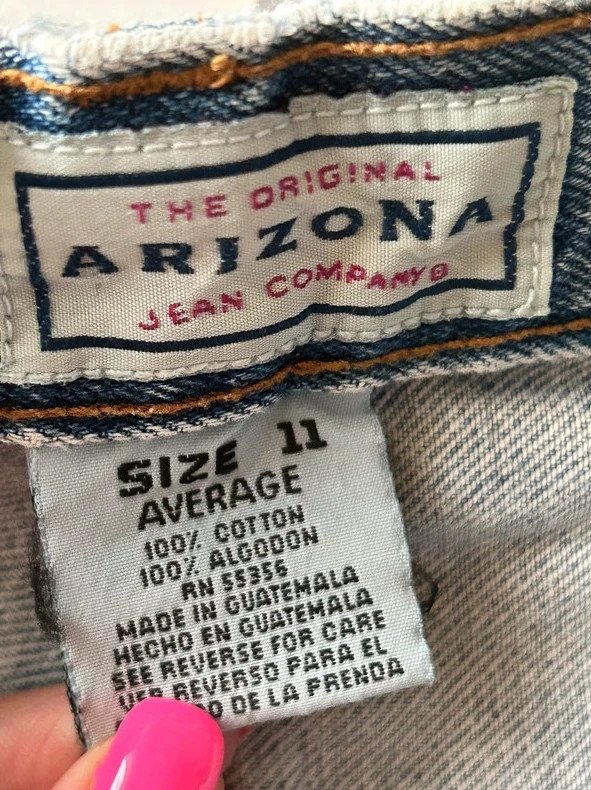 THE ORIGINAL
ARIZONA
JEAN COMPANY®
SIZE 11
AVERAGE
100% COTTON
100% ALGODON
RN 55355
MADE IN GUATEMALA
HECHO EN GUATEMALA
SEE REVERSE FOR CARE
VER REVERSO PARA EL
DE LA PRENDA